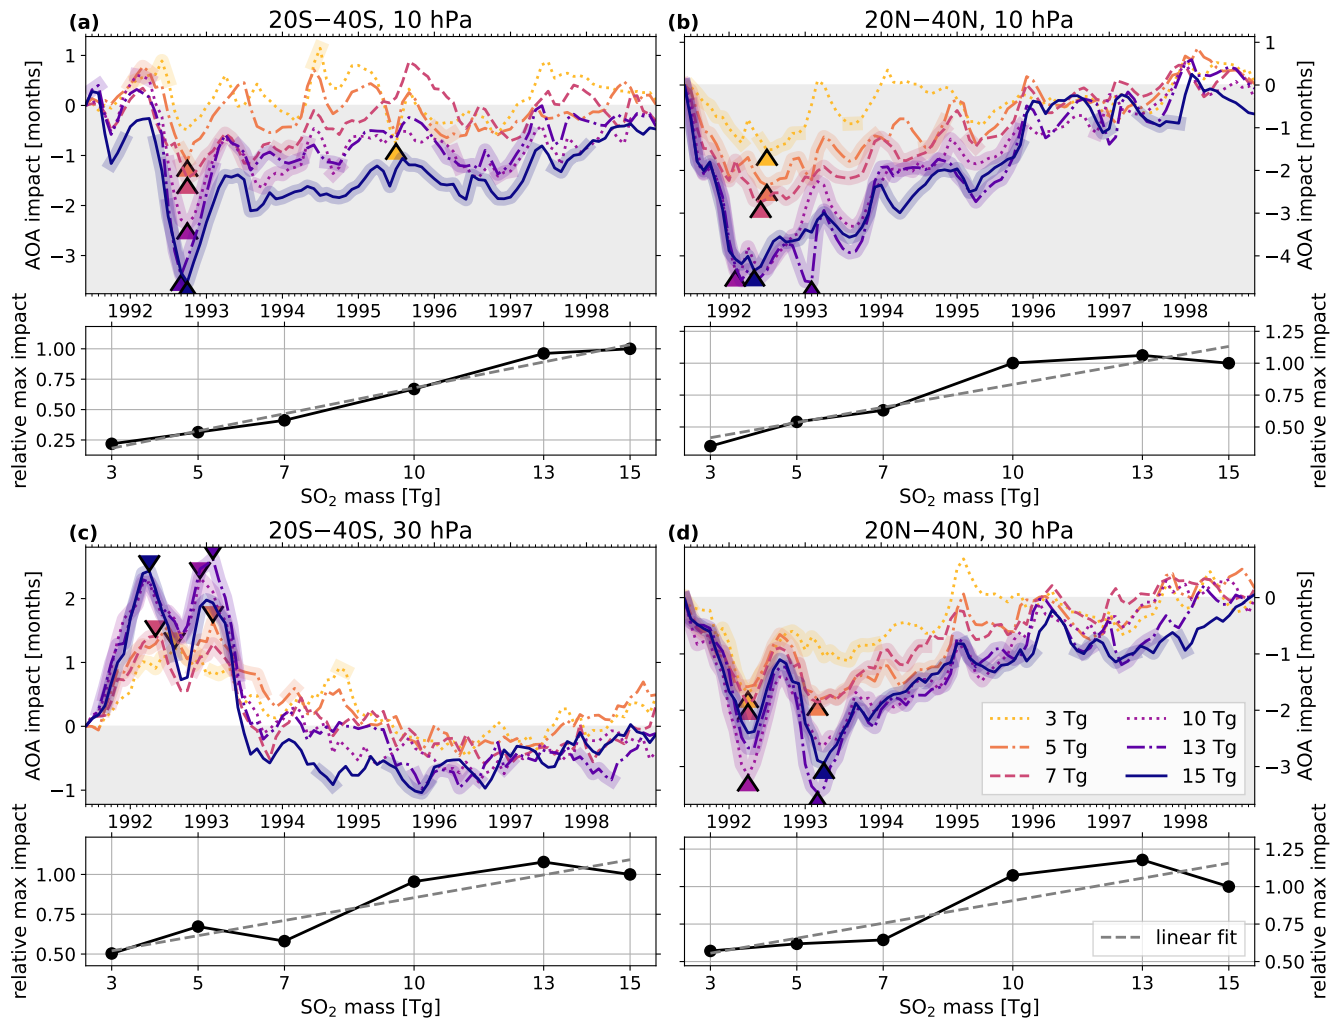 (a) 20S−40S, 10 hPa
AOA impact [months]
1
0
−1
−2
−3
1992 1993 1994 1995 1996 1997 1998
relative max impact
1.00
0.75
0.50
0.25
3 5 7 10 13 15
SO₂ mass [Tg]
(b) 20N−40N, 10 hPa
AOA impact [months]
1
0
−1
−2
−3
−4
1992 1993 1994 1995 1996 1997 1998
relative max impact
1.25
1.00
0.75
0.50
3 5 7 10 13 15
SO₂ mass [Tg]
(c) 20S−40S, 30 hPa
AOA impact [months]
2
1
0
−1
1992 1993 1994 1995 1996 1997 1998
relative max impact
1.00
0.75
0.50
3 5 7 10 13 15
SO₂ mass [Tg]
(d) 20N−40N, 30 hPa
AOA impact [months]
0
−1
−2
−3
3 Tg 10 Tg
5 Tg 13 Tg
7 Tg 15 Tg
1992 1993 1994 1995 1996 1997 1998
relative max impact
1.25
1.00
0.75
0.50
linear fit
3 5 7 10 13 15
SO₂ mass [Tg]